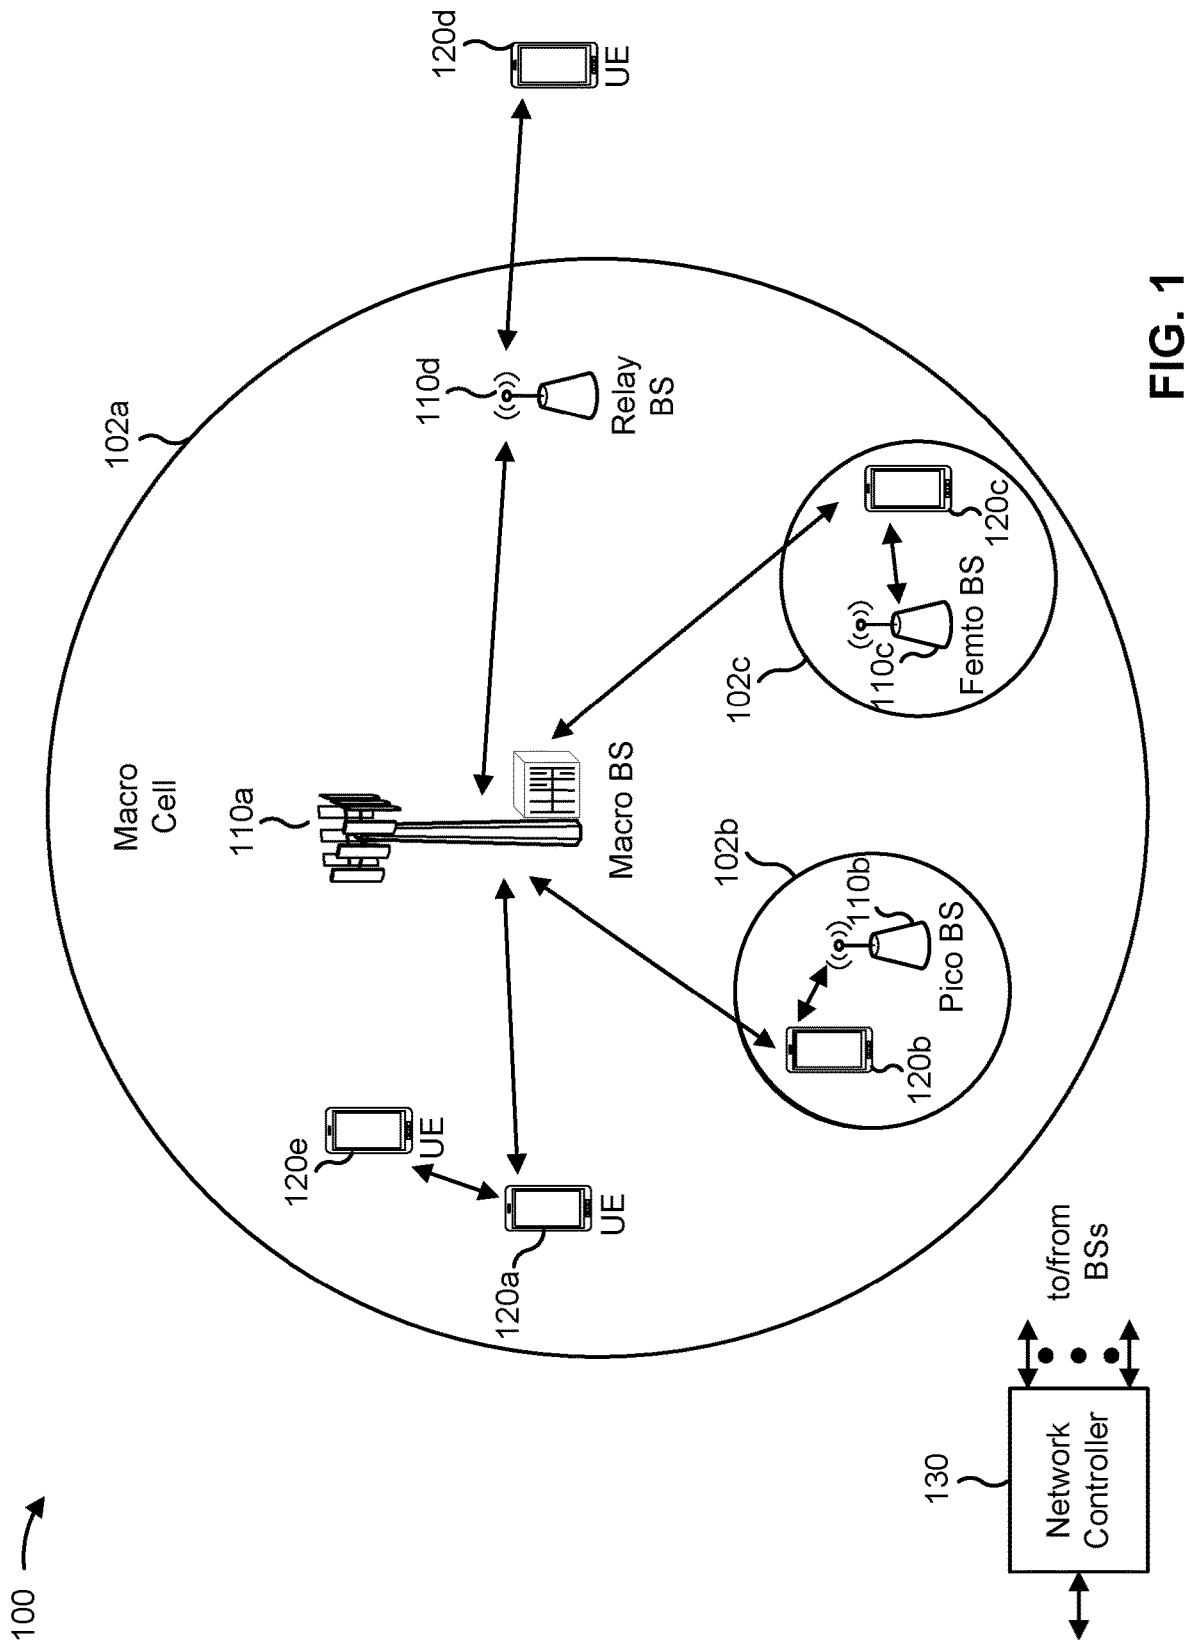 100
102a
Macro
Cell
110a
120d
UE
120e
UE
110d
Relay
BS
120a
UE
Macro BS
102b
102c
120b
110b
Pico BS
110c
Femto BS
120c
130
Network
Controller
to/from
BSs
FIG. 1